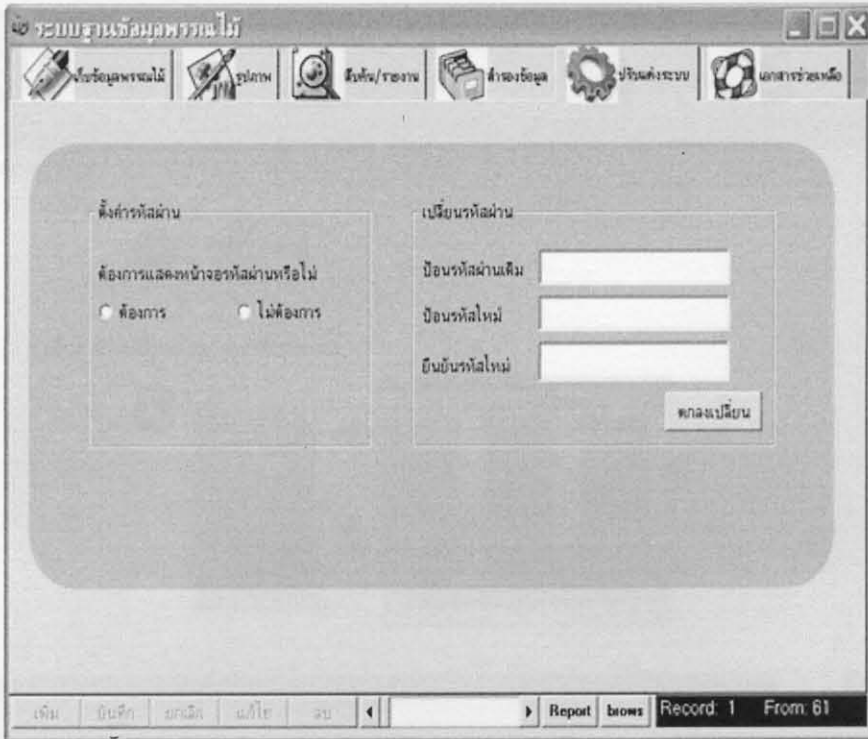 ระบบฐานข้อมูลพรรณไม้
เก็บข้อมูลพรรณไม้ รูปภาพ สืบค้น/รายงาน สำรองข้อมูล ปรับแต่งระบบ เอกสารช่วยเหลือ
ตั้งค่ารหัสผ่าน
ต้องการแสดงหน้าจอรหัสผ่านหรือไม่
ต้องการ ไม่ต้องการ
เปลี่ยนรหัสผ่าน
ป้อนรหัสผ่านเดิม
ป้อนรหัสใหม่
ยืนยันรหัสใหม่
ตกลงเปลี่ยน
เพิ่ม บันทึก ยกเลิก แก้ไข ลบ Report brows Record: 1 From: 61